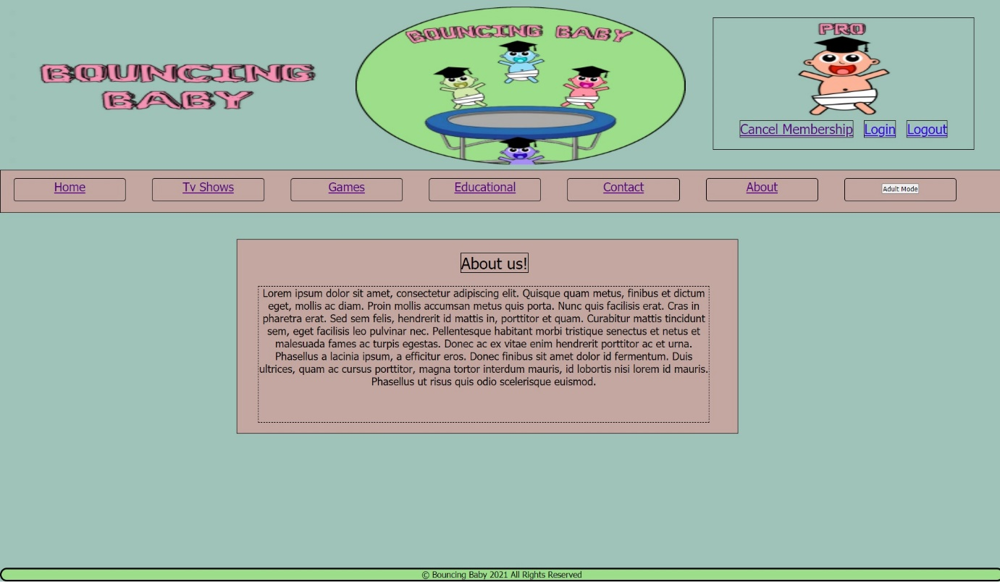 BOUNCING
BABY
BOUNCING BABY
PRO
Cancel Membership Login Logout
Home Tv Shows Games Educational Contact About Adult Mode
About us!
Lorem ipsum dolor sit amet, consectetur adipiscing elit. Quisque quam metus, finibus et dictum
eget, mollis ac diam. Proin mollis accumsan metus quis porta. Nunc quis facilisis erat. Cras in
pharetra erat. Sed sem felis, hendrerit id mattis in, porttitor et quam. Curabitur mattis tincidunt
sem, eget facilisis leo pulvinar nec. Pellentesque habitant morbi tristique senectus et netus et
malesuada fames ac turpis egestas. Donec ac ex vitae enim hendrerit porttitor ac et urna.
Phasellus a lacinia ipsum, a efficitur eros. Donec finibus sit amet dolor id fermentum. Duis
ultrices, quam ac cursus porttitor, magna tortor interdum mauris, id lobortis nisi lorem id mauris.
Phasellus ut risus quis odio scelerisque euismod.
© Bouncing Baby 2021 All Rights Reserved